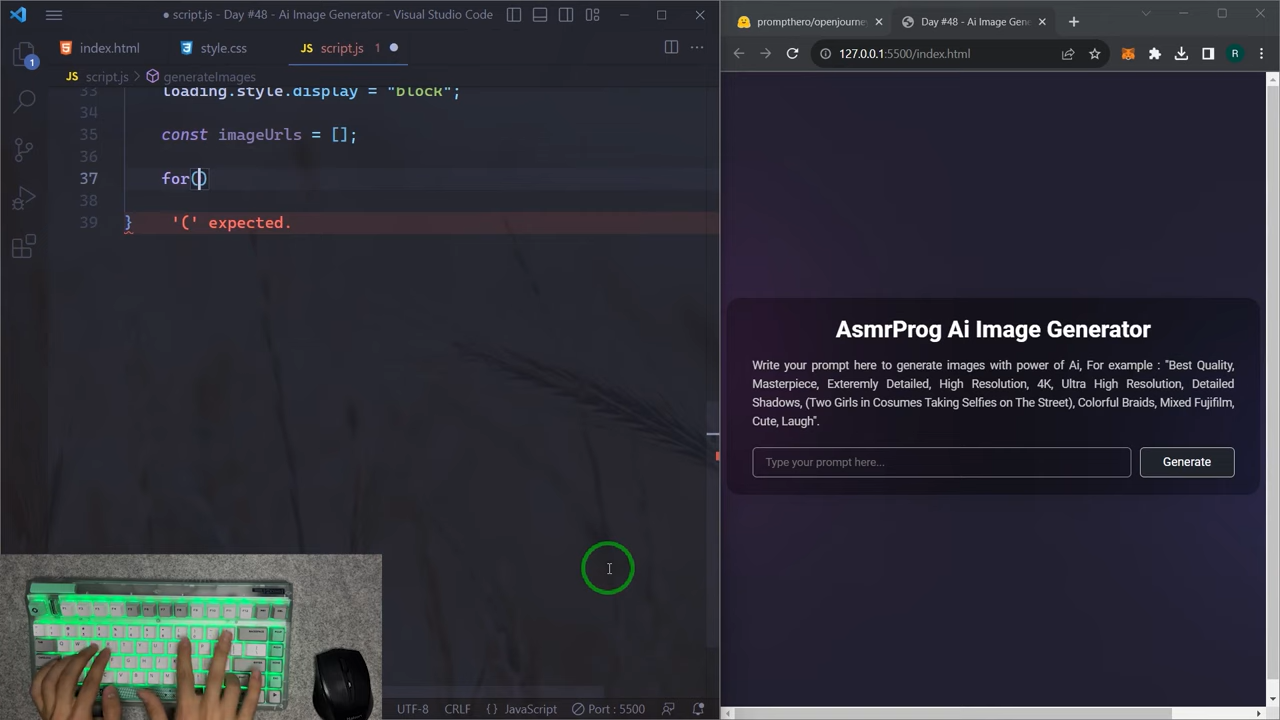 script.js - Day #48 - Ai Image Generator - Visual Studio Code
index.html
style.css
JS script.js 1
JS script.js > generateImages
33 loading.style.display = "block";
34
35 const imageUrls = [];
36
37 for()
38
39 } '(' expected.
1
UTF-8 CRLF {} JavaScript Port : 5500
prompthero/openjourne
Day #48 - Ai Image Gene
127.0.0.1:5500/index.html
R
AsmrProg Ai Image Generator
Write your prompt here to generate images with power of Ai, For example : "Best Quality,
Masterpiece, Exteremly Detailed, High Resolution, 4K, Ultra High Resolution, Detailed
Shadows, (Two Girls in Cosumes Taking Selfies on The Street), Colorful Braids, Mixed Fujifilm,
Cute, Laugh".
Type your prompt here...
Generate